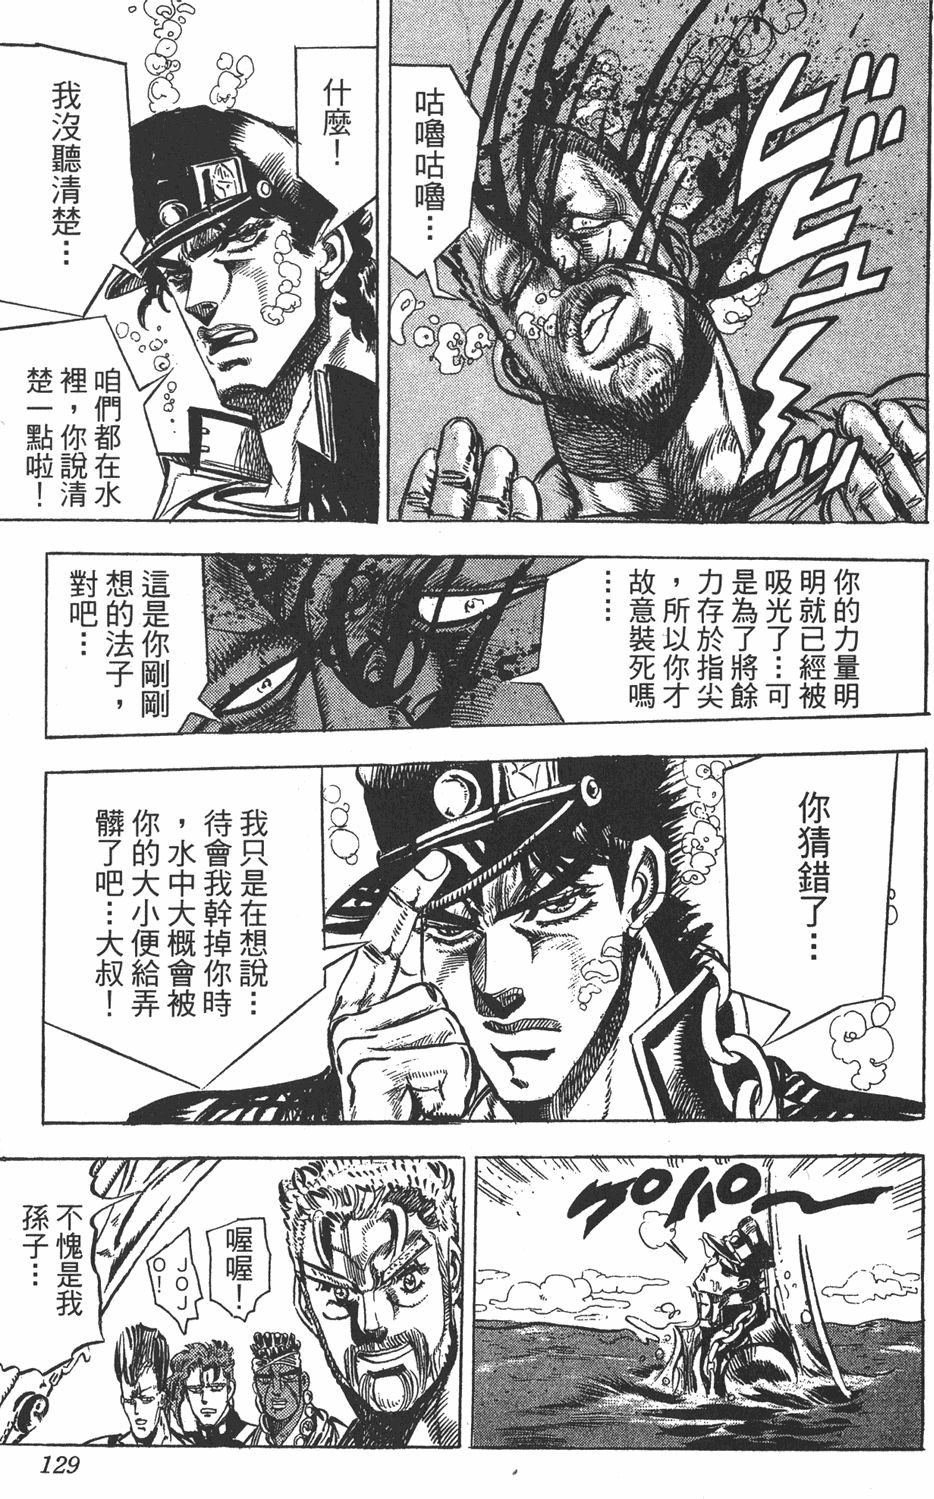 咕嚕咕嚕…
ビビュー
什麼！
我沒聽清楚…
咱們都在水
裡，你說清
楚一點啦！
你的力量明
明就已經被
吸光了…可
是為了將餘
力存於指尖
，所以你才
故意裝死嗎
……
這是你剛剛
想的法子，
對吧…
你猜錯了…
我只是在想說…
待會我幹掉你時
，水中大概會被
你的大小便給弄
髒了吧…大叔！
喔喔！
JOJ
O！
不愧是我
孫子…
129